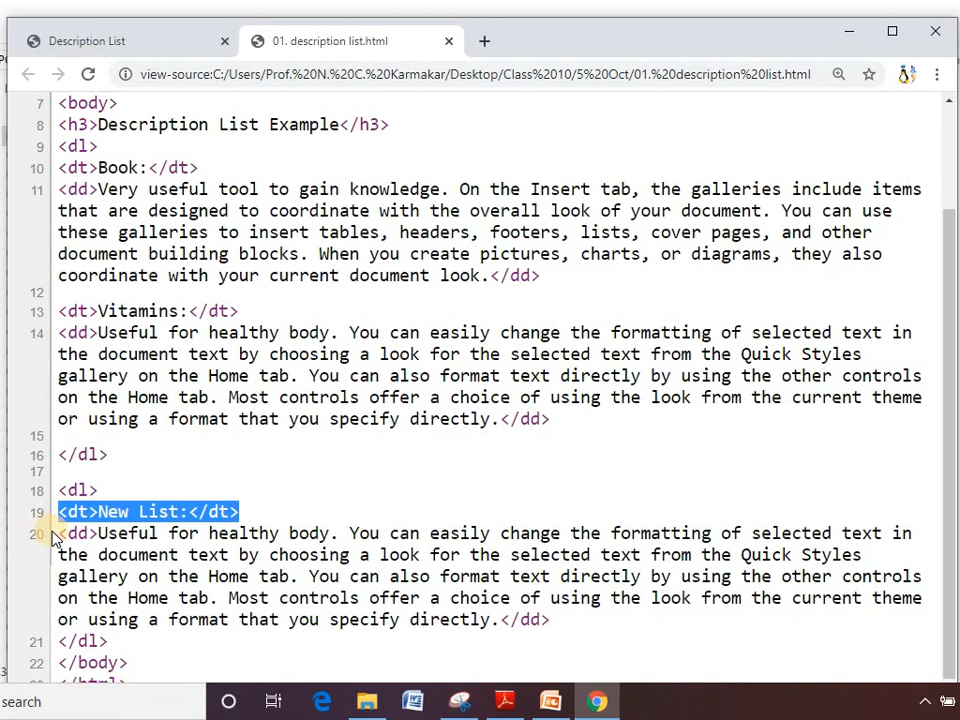 Description List
01. description list.html
view-source:C:/Users/Prof.%20N.%20C.%20Karmakar/Desktop/Class%2010/5%20Oct/01.%20description%20list.html
7 <body>
8 <h3>Description List Example</h3>
9 <dl>
10 <dt>Book:</dt>
11 <dd>Very useful tool to gain knowledge. On the Insert tab, the galleries include items
that are designed to coordinate with the overall look of your document. You can use
these galleries to insert tables, headers, footers, lists, cover pages, and other
document building blocks. When you create pictures, charts, or diagrams, they also
coordinate with your current document look.</dd>
12
13 <dt>Vitamins:</dt>
14 <dd>Useful for healthy body. You can easily change the formatting of selected text in
the document text by choosing a look for the selected text from the Quick Styles
gallery on the Home tab. You can also format text directly by using the other controls
on the Home tab. Most controls offer a choice of using the look from the current theme
or using a format that you specify directly.</dd>
15
16 </dl>
17
18 <dl>
19 <dt>New List:</dt>
20 <dd>Useful for healthy body. You can easily change the formatting of selected text in
the document text by choosing a look for the selected text from the Quick Styles
gallery on the Home tab. You can also format text directly by using the other controls
on the Home tab. Most controls offer a choice of using the look from the current theme
or using a format that you specify directly.</dd>
21 </dl>
22 </body>
</html>
search